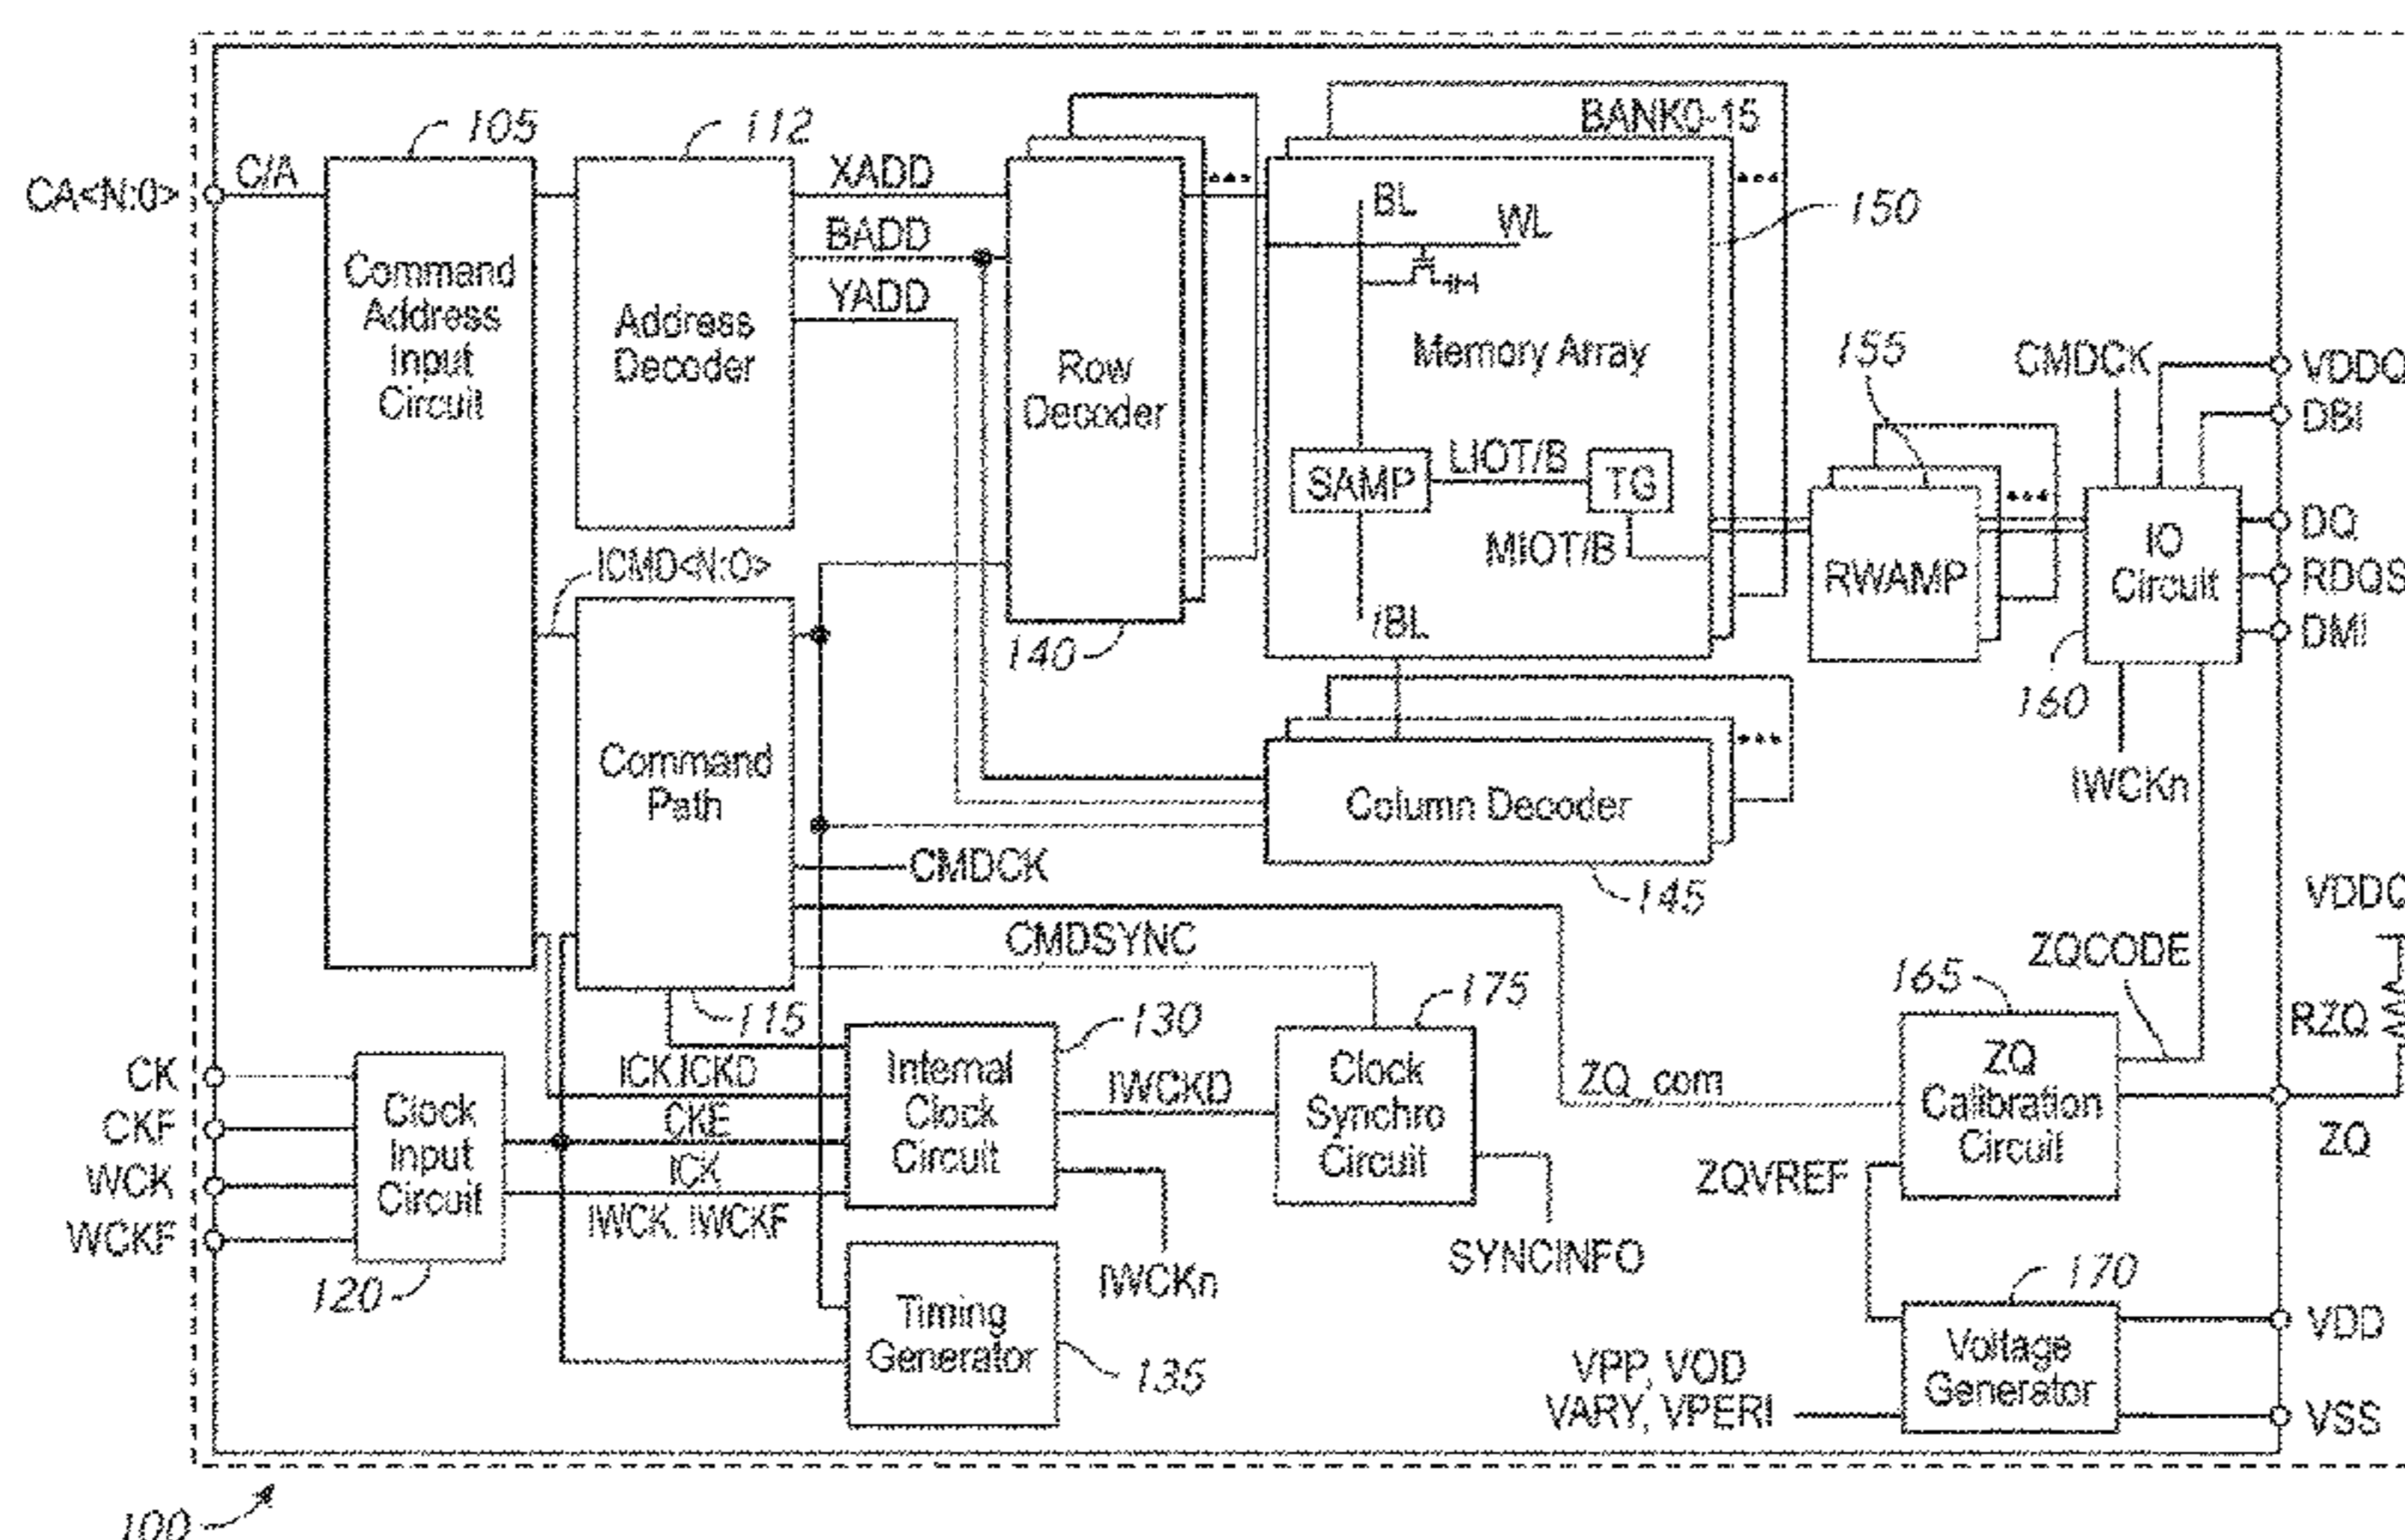 BANK0-15
105
112
CA<N:0>
C/A
XADD
BADD
YADD
BL
WL
150
Command
Address
Input
Circuit
Address
Decoder
Row
Decoder
Memory Array
155
CMDCK
VDDQ
DBI
SAMP
LIOT/B
TG
MIOT/B
/BL
RWAMP
IO
Circuit
DQ
RDQS
DMI
ICMD<N:0>
140
160
Command
Path
Column Decoder
IWCKn
CMDCK
145
CMDSYNC
115
130
175
165
ZQCODE
VDDQ
RZQ
CK
CKF
WCK
WCKF
Clock
Input
Circuit
120
ICK,ICKD
CKE
ICK
IWCK, IWCKF
Internal
Clock
Circuit
IWCKD
Clock
Synchro
Circuit
ZQ_com
ZQ
Calibration
Circuit
ZQ
ZQVREF
IWCKn
SYNCINFO
Timing
Generator
135
170
Voltage
Generator
VPP, VOD
VARY, VPERI
VDD
VSS
100